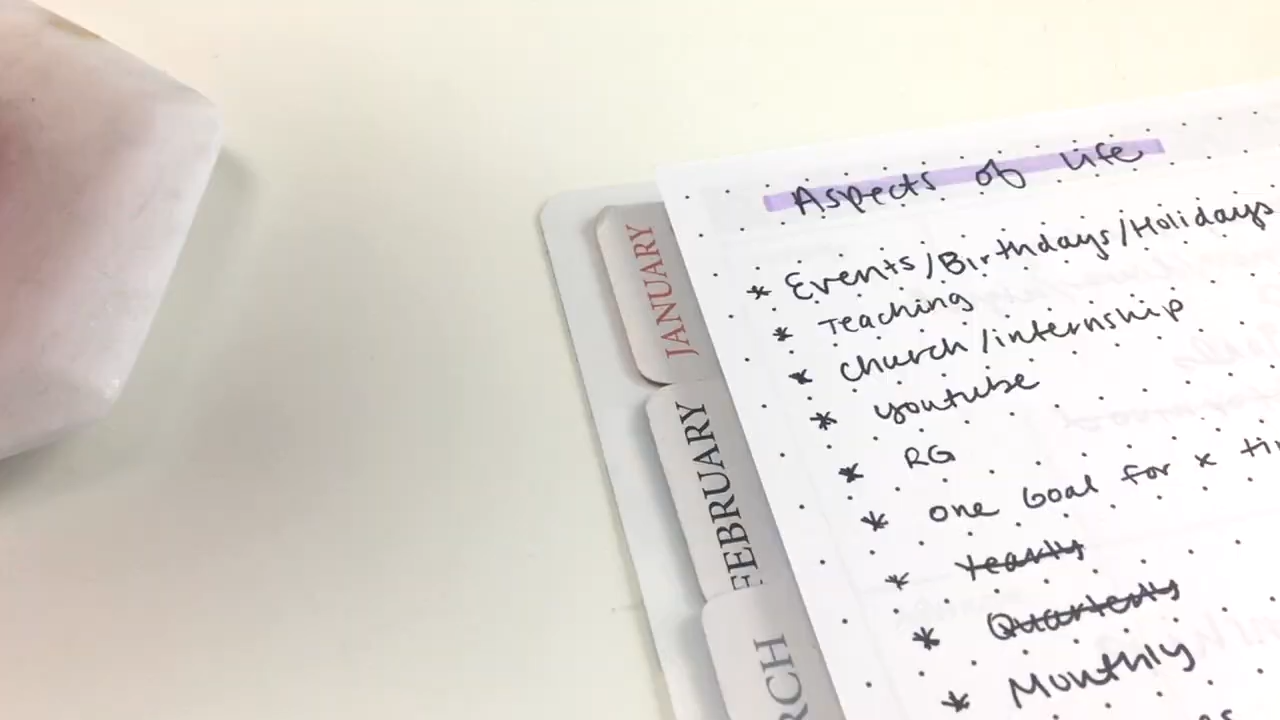 Aspects of Life
* Events/Birthdays/Holidays
* Teaching
* church/internship
* youtube
* RG
* one Goal for x
* Yearly
* Quarterly
* Monthly
JANUARY
FEBRUARY
RCH